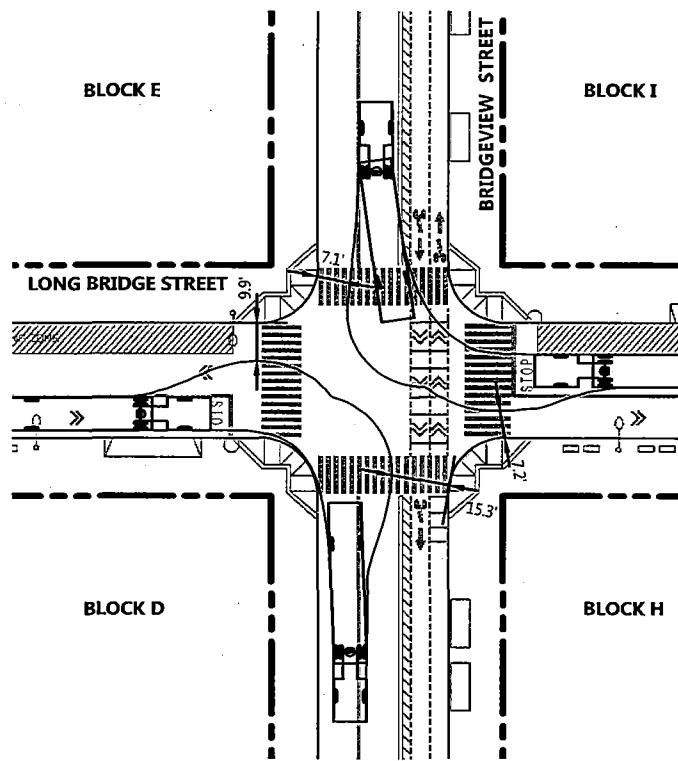 BLOCK E
BLOCK I
BRIDGEVIEW STREET
7.1'
LONG BRIDGE STREET
9.9'
STOP
7.2'
15.3'
BLOCK D
BLOCK H